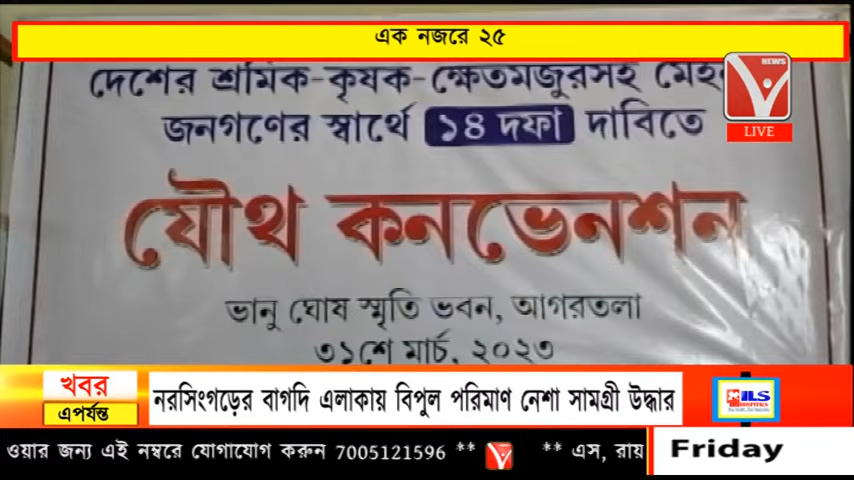 এক নজরে ২৫
দেশের শ্রমিক-কৃষক-ক্ষেতমজুরসহ
জনগণের স্বার্থে ১৪ দফা দাবিতে
NEWS
LIVE
যৌথ কনভেনশন
ভানু ঘোষ স্মৃতি ভবন, আগরতলা
৩১শে মার্চ, ২০২৩
খবর
এপর্যন্ত
নরসিংগড়ের বাগদি এলাকায় বিপুল পরিমাণ নেশা সামগ্রী উদ্ধার
ILS
HOSPITALS
ওয়ার জন্য এই নম্বরে যোগাযোগ করুন 7005121596 ** ** এস, রায়
Friday